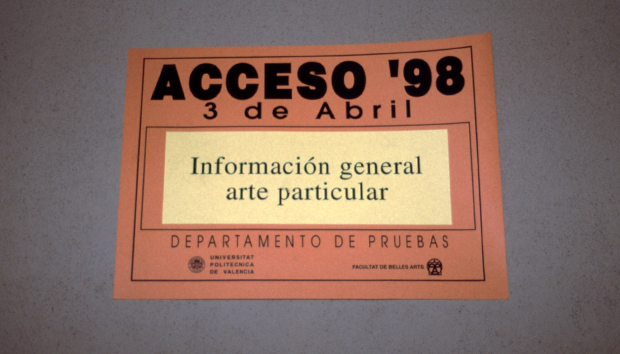 ACCESO '98
3 de Abril
Información general
arte particular
DEPARTAMENTO DE PRUEBAS
UNIVERSITAT
POLITECNICA
DE VALENCIA
FACULTAT DE BELLES ARTS